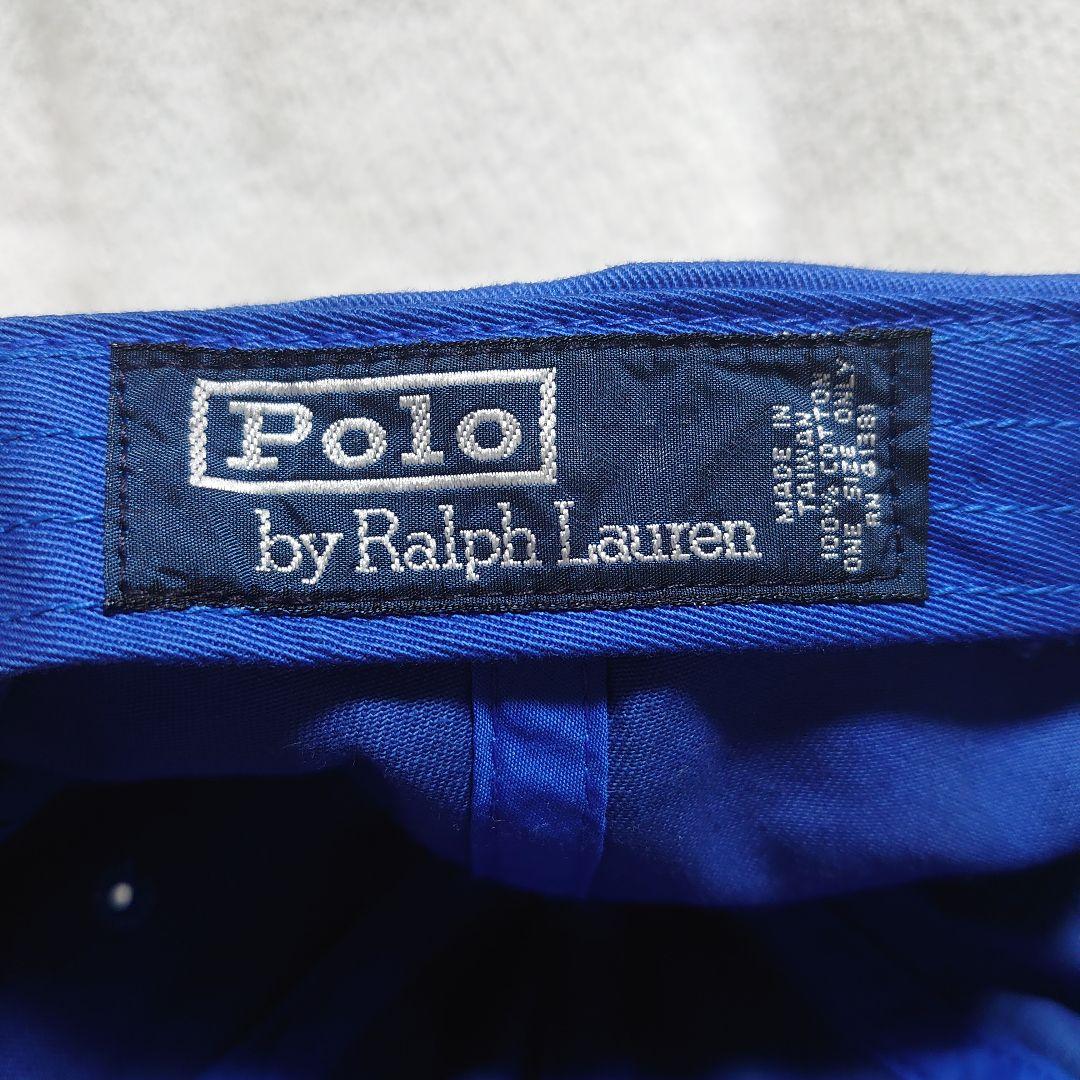 Polo
by Ralph Lauren
MADE IN
TAIWAN
100% COTTON
ONE SIZE ONLY
RN 41381